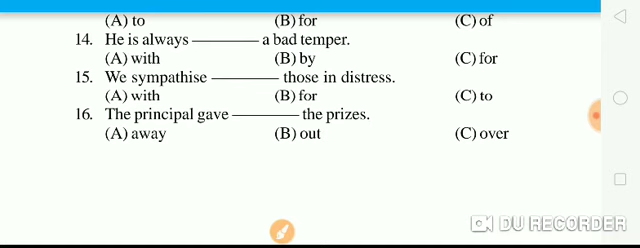 (A) to (B) for (C) of
14. He is always ———— a bad temper.
(A) with (B) by (C) for
15. We sympathise ———— those in distress.
(A) with (B) for (C) to
16. The principal gave ———— the prizes.
(A) away (B) out (C) over
DU RECORDER